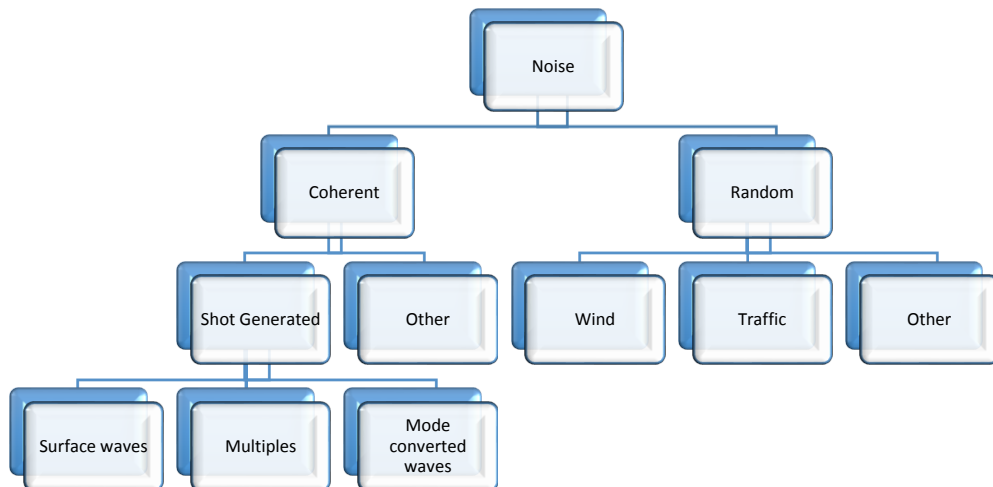 Noise
Coherent
Random
Shot Generated
Other
Wind
Traffic
Other
Surface waves
Multiples
Mode
converted
waves